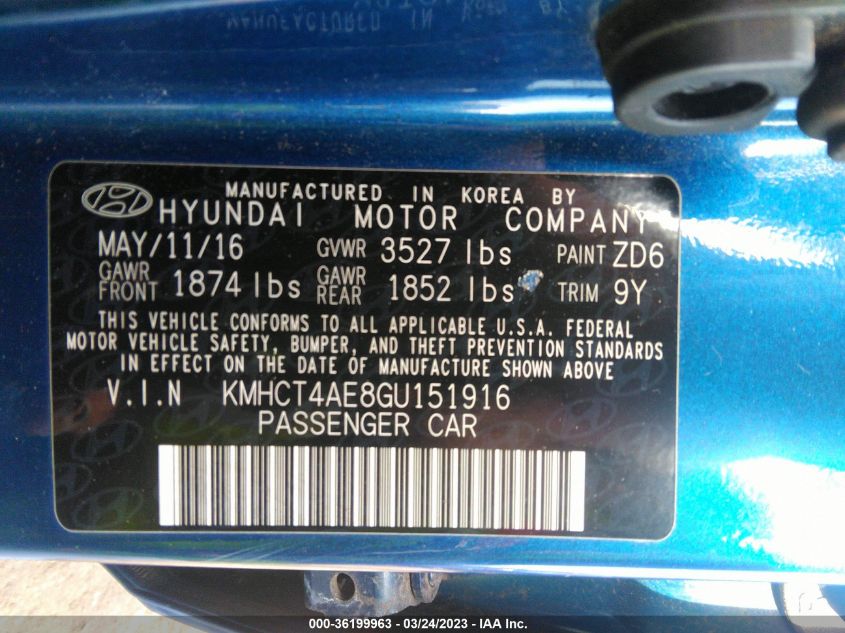 MANUFACTURED IN KOREA BY
HYUNDAI MOTOR COMPANY
MAY/11/16 GVWR 3527 lbs PAINT ZD6
GAWR FRONT 1874 lbs GAWR REAR 1852 lbs TRIM 9Y
THIS VEHICLE CONFORMS TO ALL APPLICABLE U.S.A. FEDERAL
MOTOR VEHICLE SAFETY, BUMPER, AND THEFT PREVENTION STANDARDS
IN EFFECT ON THE DATE OF MANUFACTURE SHOWN ABOVE
V.I.N KMHCT4AE8GU151916
PASSENGER CAR
000-36199963 - 03/24/2023 - IAA Inc.